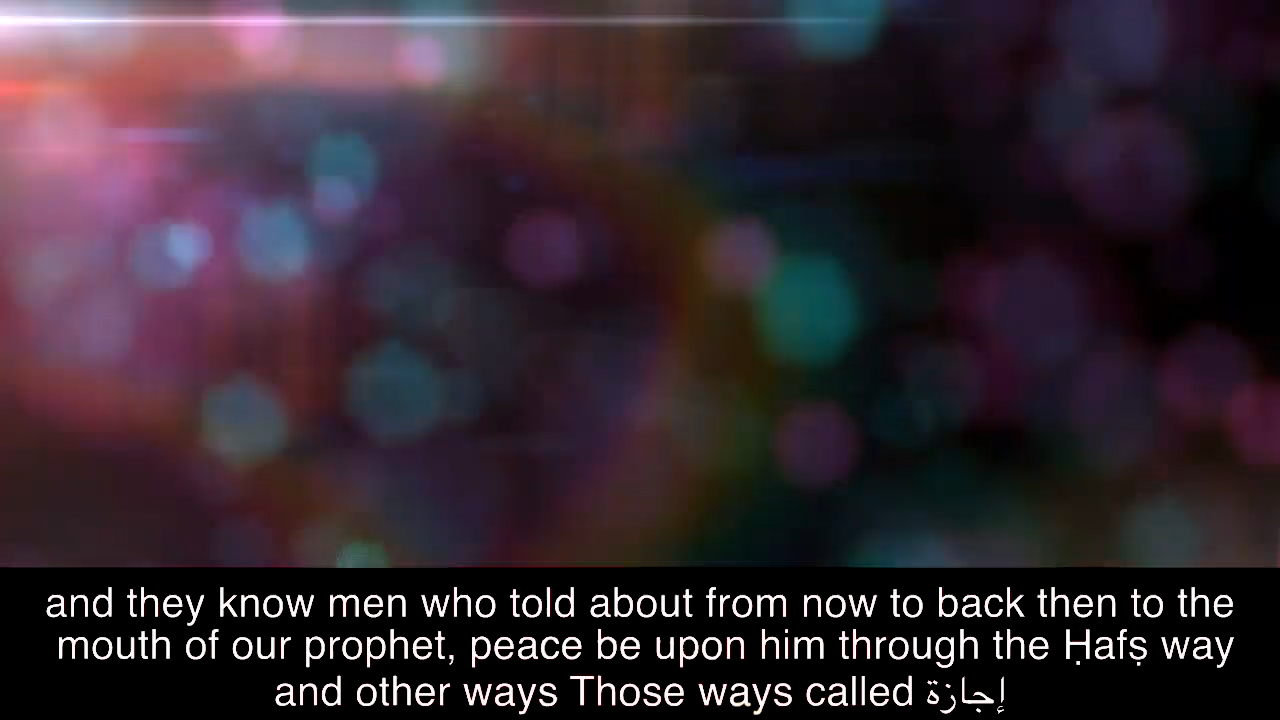 and they know men who told about from now to back then to the
mouth of our prophet, peace be upon him through the Ḥafṣ way
and other ways Those ways called إجازة